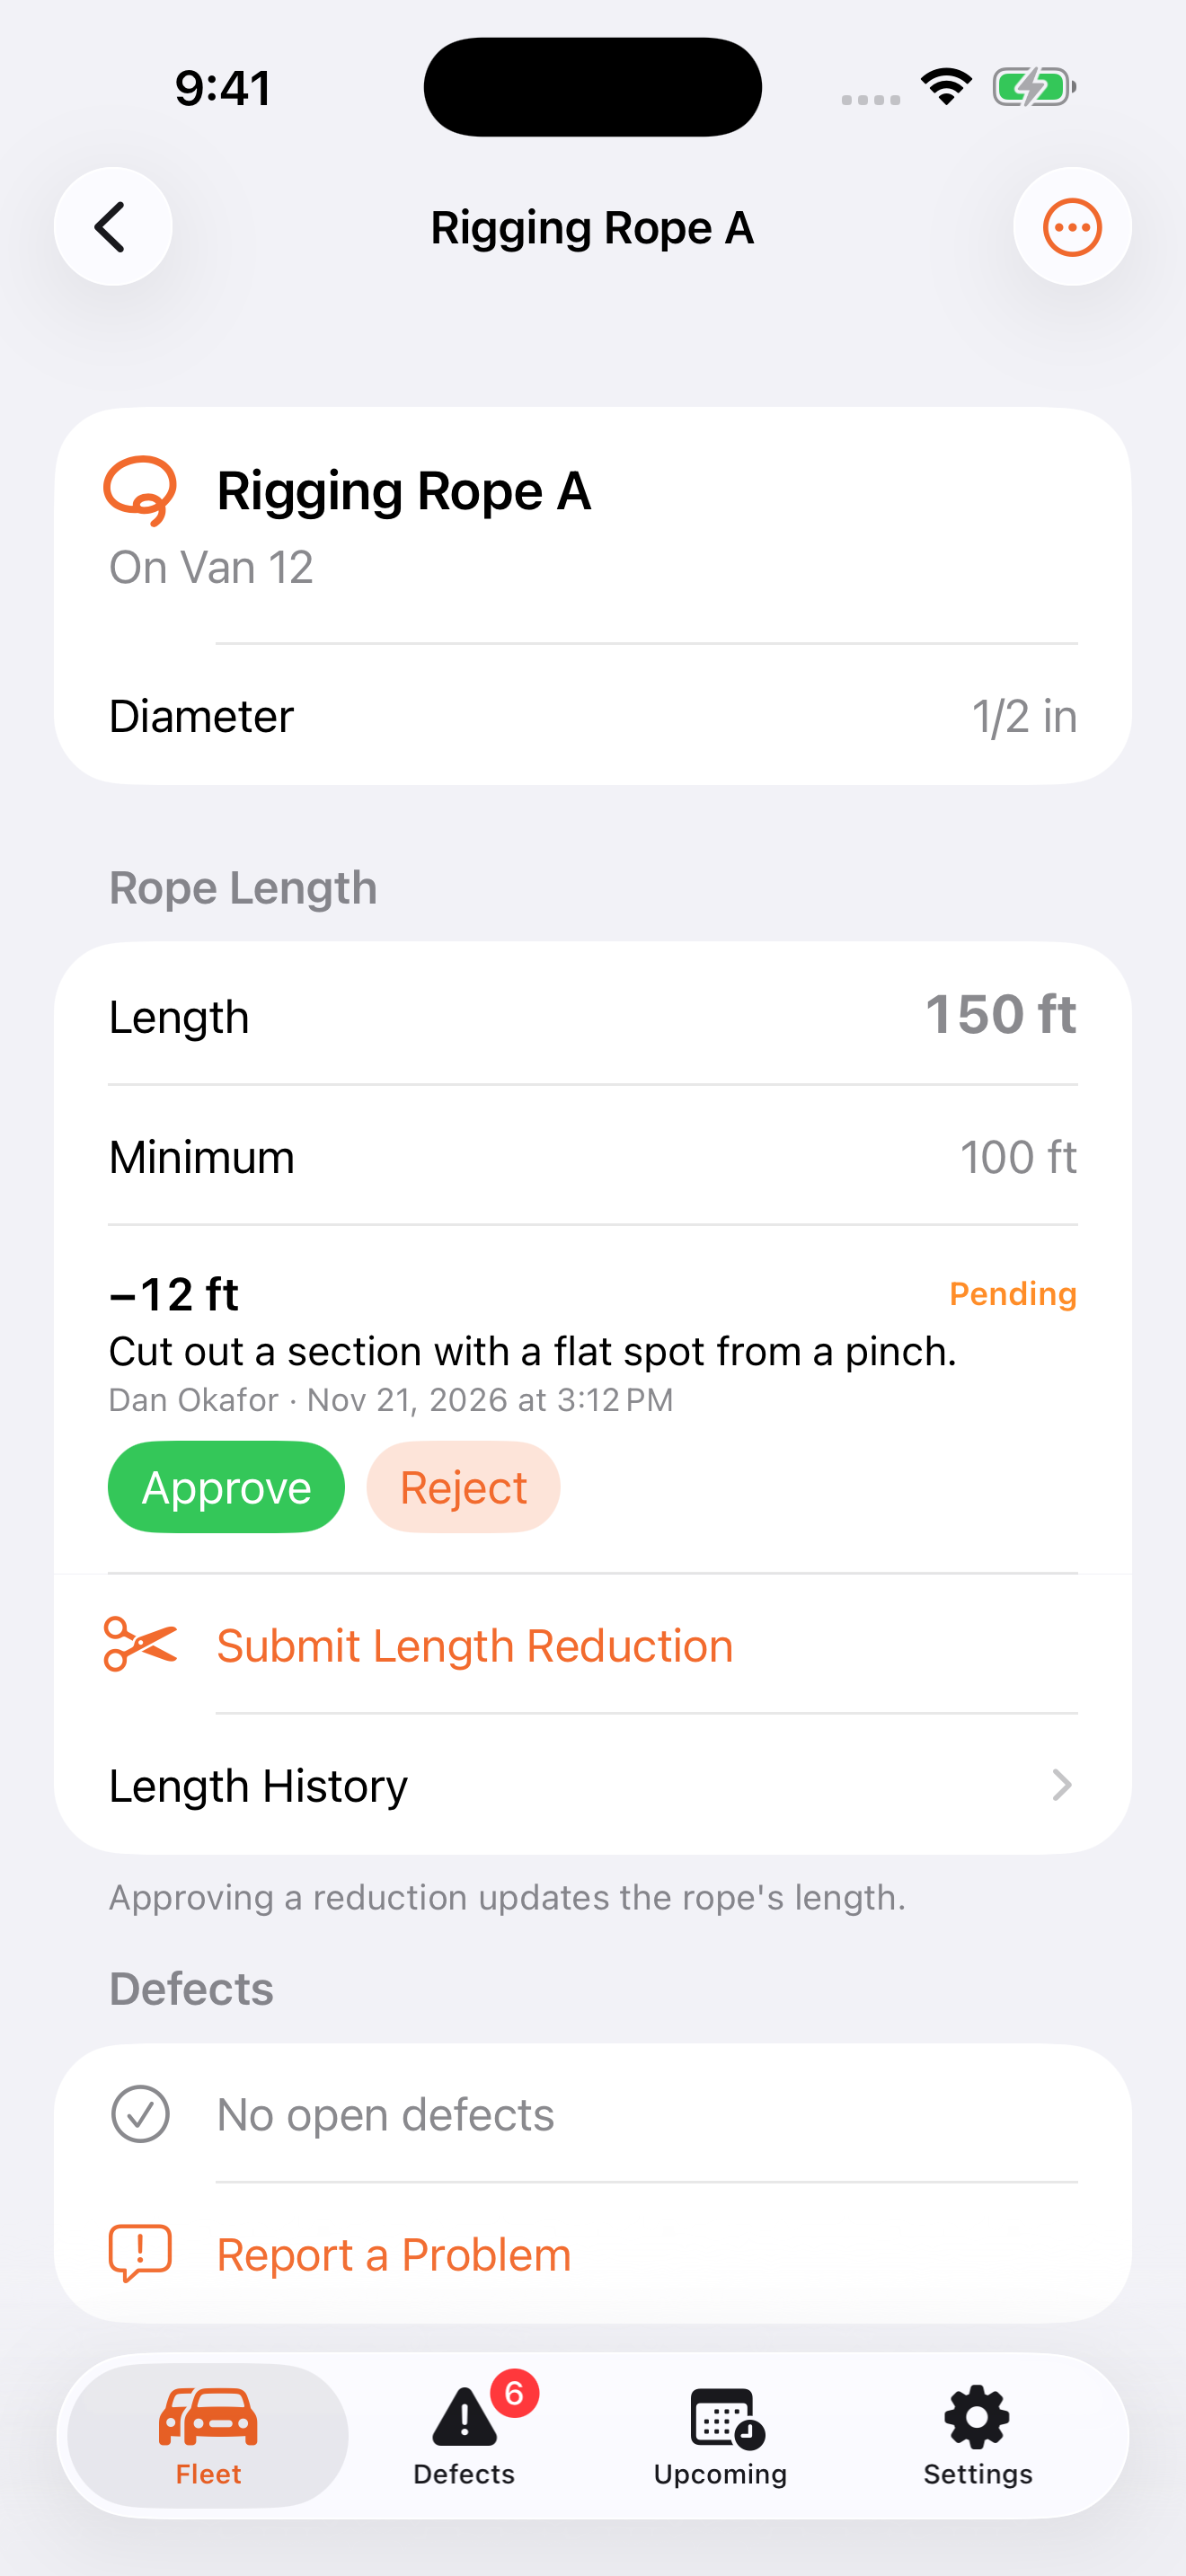 9:41
Rigging Rope A
Rigging Rope A
On Van 12
Diameter 1/2 in
Rope Length
Length 150 ft
Minimum 100 ft
–12 ft Pending
Cut out a section with a flat spot from a pinch.
Dan Okafor · Nov 21, 2026 at 3:12 PM
Approve Reject
Submit Length Reduction
Length History
Approving a reduction updates the rope's length.
Defects
No open defects
Report a Problem
6
Fleet Defects Upcoming Settings